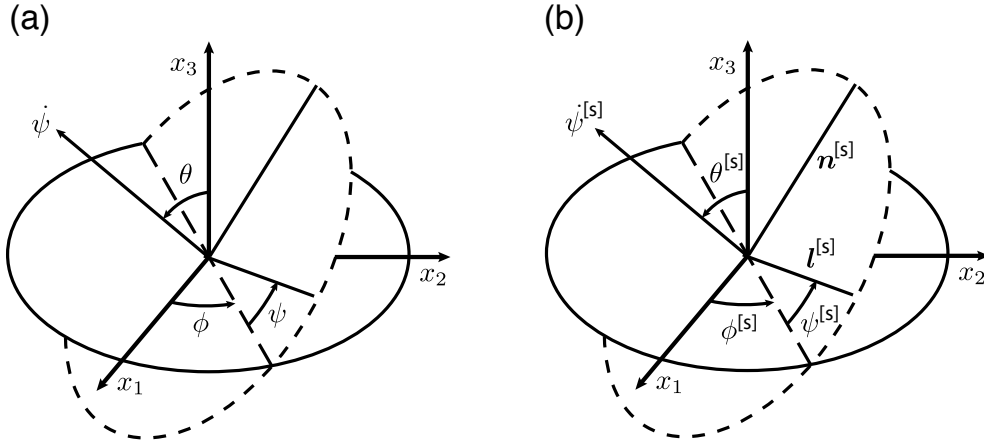 (a)
x₃
ψ̇
θ
x₂
ϕ
ψ
x₁
(b)
x₃
ψ̇[s]
θ[s]
n[s]
l[s]
x₂
ϕ[s]
ψ[s]
x₁